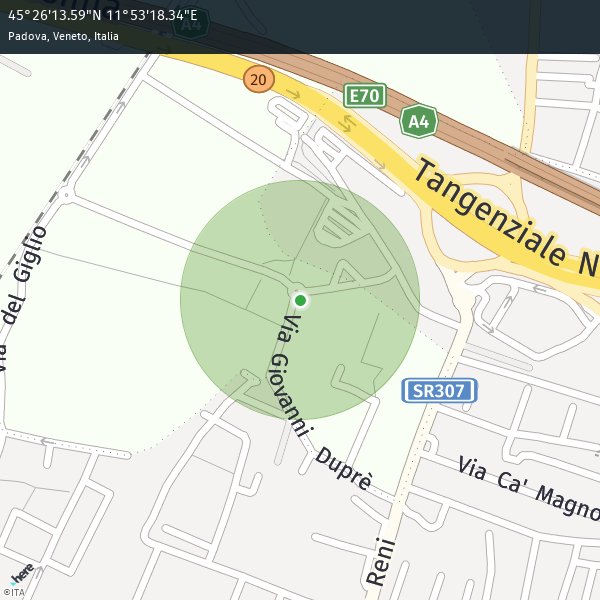 45°26'13.59"N 11°53'18.34"E
Padova, Veneto, Italia
A4
20
E70
A4
Tangenziale N
Via del Giglio
Via Giovanni Duprè
SR307
Via Ca' Magno
Reni
here
©ITA